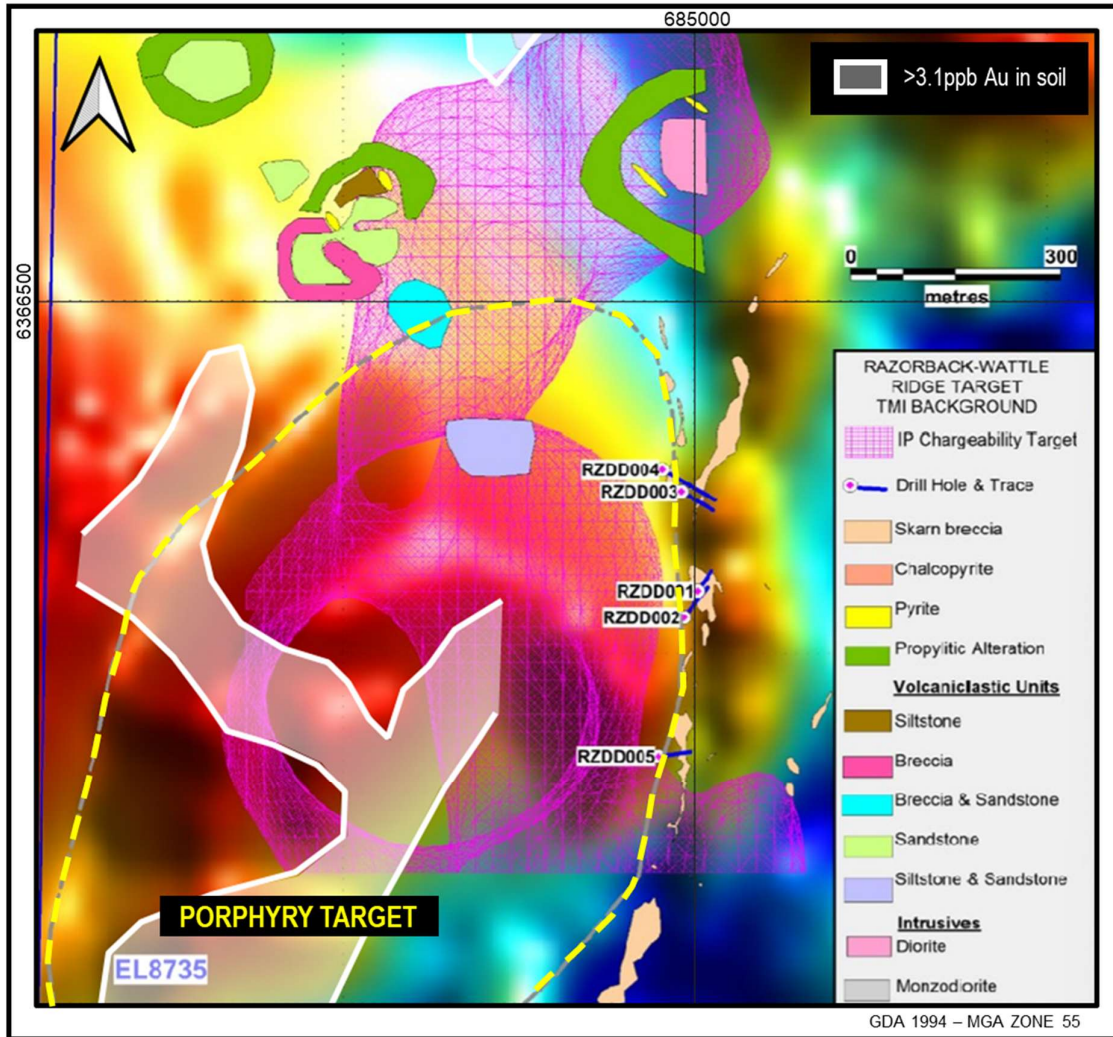 685000
>3.1ppb Au in soil
6366500
0 300
metres
RAZORBACK-WATTLE
RIDGE TARGET
TMI BACKGROUND
IP Chargeability Target
Drill Hole & Trace
Skarn breccia
Chalcopyrite
Pyrite
Propylitic Alteration
Volcaniclastic Units
Siltstone
Breccia
Breccia & Sandstone
Sandstone
Siltstone & Sandstone
Intrusives
Diorite
Monzodiorite
RZDD004
RZDD003
RZDD001
RZDD002
RZDD005
PORPHYRY TARGET
EL8735
GDA 1994 – MGA ZONE 55